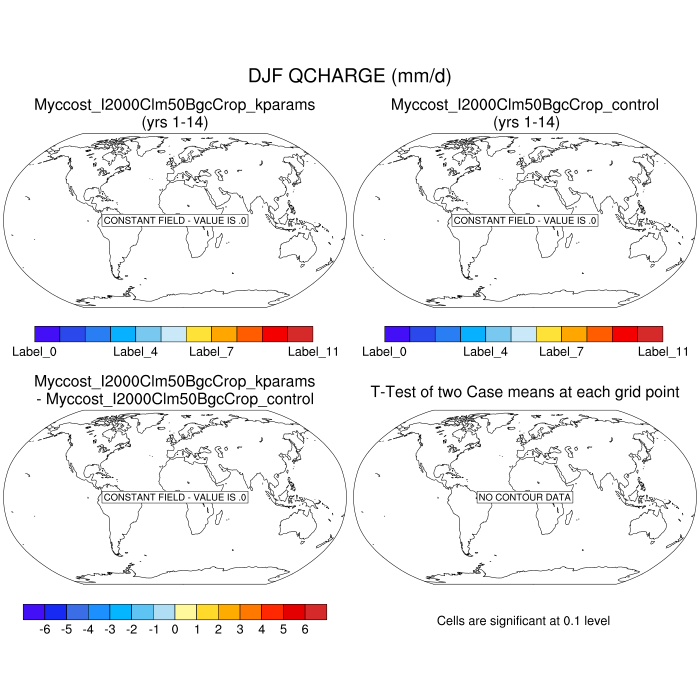 DJF QCHARGE (mm/d)
Myccost_I2000Clm50BgcCrop_kparams
(yrs 1-14)
Myccost_I2000Clm50BgcCrop_control
(yrs 1-14)
CONSTANT FIELD - VALUE IS .0
CONSTANT FIELD - VALUE IS .0
Label_0 Label_4 Label_7 Label_11
Label_0 Label_4 Label_7 Label_11
Myccost_I2000Clm50BgcCrop_kparams
- Myccost_I2000Clm50BgcCrop_control
T-Test of two Case means at each grid point
CONSTANT FIELD - VALUE IS .0
NO CONTOUR DATA
-6 -5 -4 -3 -2 -1 0 1 2 3 4 5 6
Cells are significant at 0.1 level